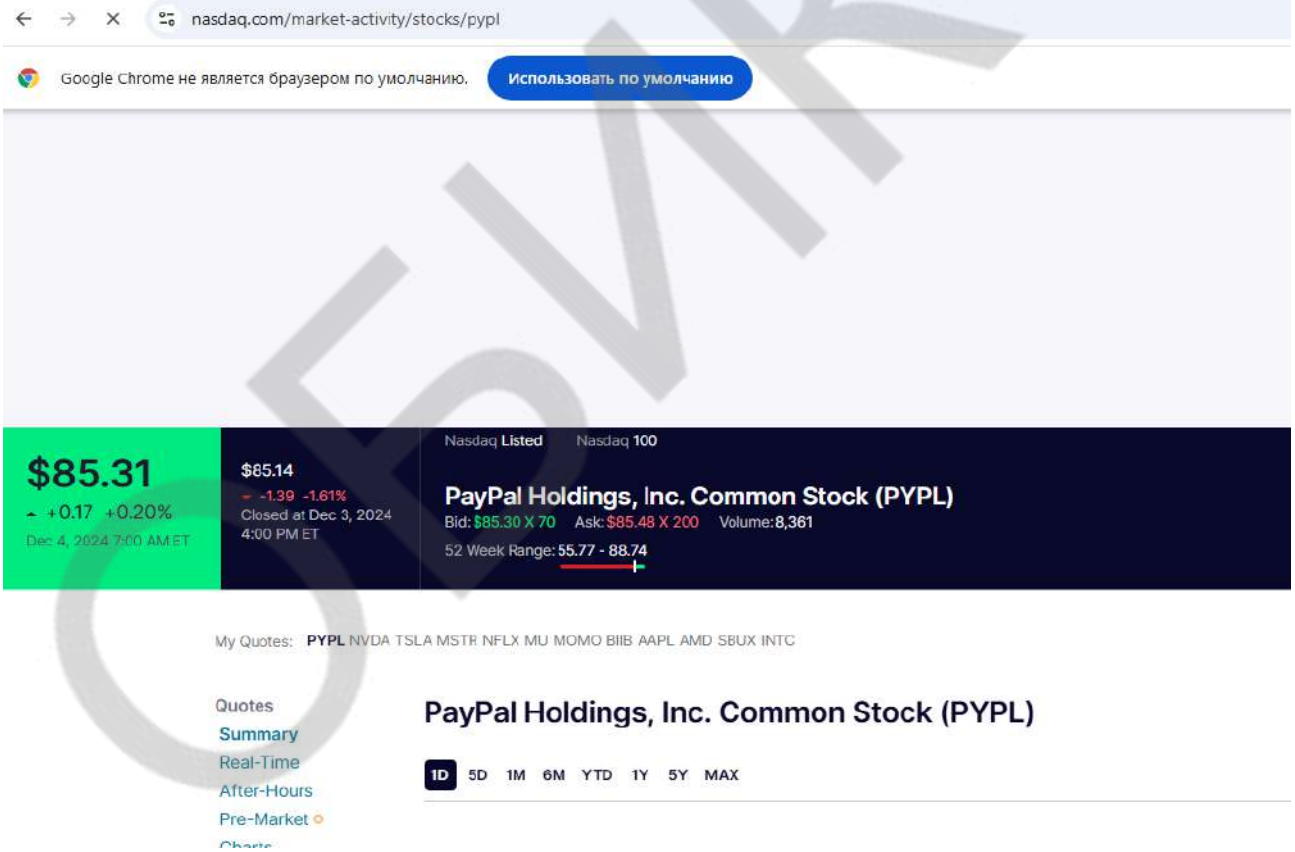 nasdaq.com/market-activity/stocks/pypl
Google Chrome не является браузером по умолчанию. Использовать по умолчанию
ОБИК
Nasdaq Listed Nasdaq 100
$85.31
+0.17 +0.20%
Dec 4, 2024 7:00 AM ET
$85.14
-1.39 -1.61%
Closed at Dec 3, 2024
4:00 PM ET
PayPal Holdings, Inc. Common Stock (PYPL)
Bid: $85.30 X 70 Ask: $85.48 X 200 Volume: 8,361
52 Week Range: 55.77 - 88.74
My Quotes: PYPL NVDA TSLA MSTR NFLX MU MOMO BIIB AAPL AMD SBUX INTC
Quotes
Summary
Real-Time
After-Hours
Pre-Market
Charts
PayPal Holdings, Inc. Common Stock (PYPL)
1D 5D 1M 6M YTD 1Y 5Y MAX